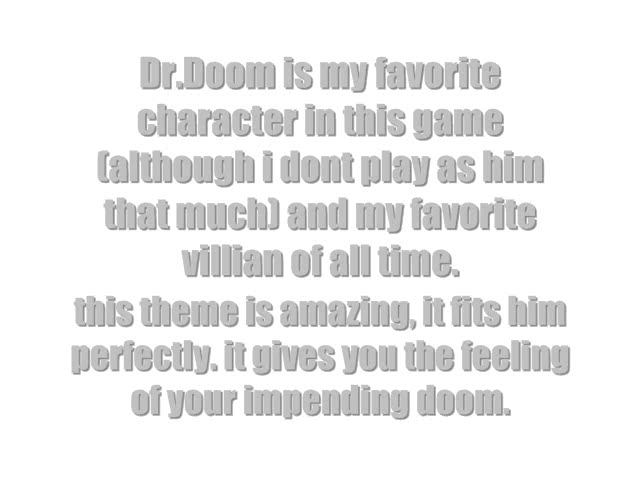 Dr.Doom is my favorite
character in this game
(although i dont play as him
that much) and my favorite
villian of all time.
this theme is amazing, it fits him
perfectly. it gives you the feeling
of your impending doom.